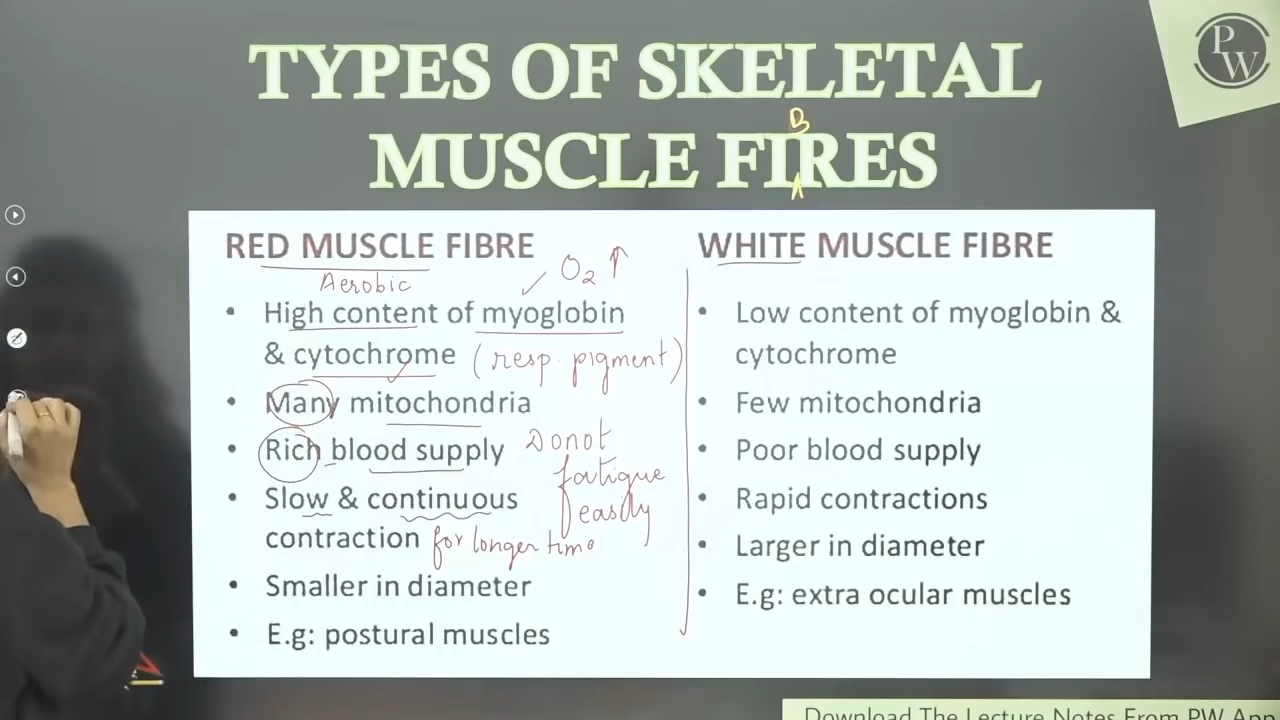 PW
TYPES OF SKELETAL
B
MUSCLE FIRES
RED MUSCLE FIBRE
Aerobic
O2 ↑
• High content of myoglobin
& cytochrome (resp. pigment)
• Many mitochondria
• Rich blood supply
Donot
fatigue
easily
• Slow & continuous
contraction for longer time
• Smaller in diameter
• E.g: postural muscles
WHITE MUSCLE FIBRE
• Low content of myoglobin &
cytochrome
• Few mitochondria
• Poor blood supply
• Rapid contractions
• Larger in diameter
• E.g: extra ocular muscles
Download The Lecture Notes From PW App